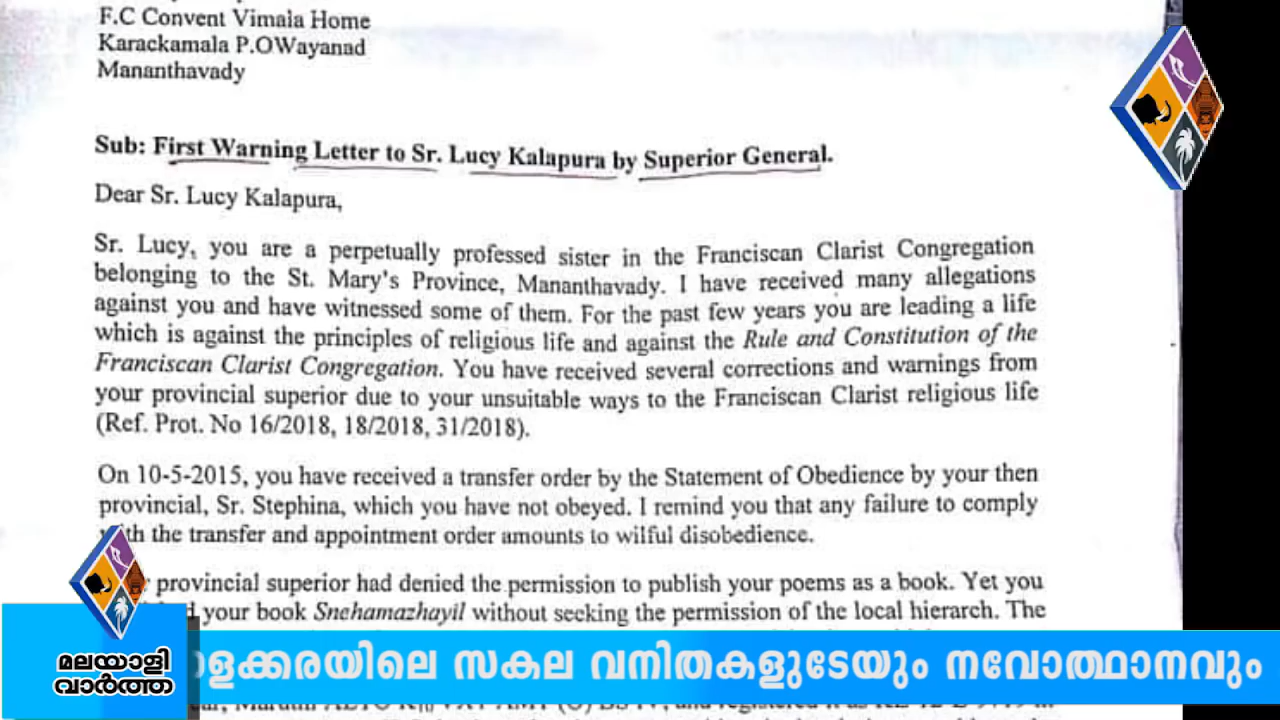 F.C Convent Vimala Home
Karackamala P.OWayanad
Mananthavady
Sub: First Warning Letter to Sr. Lucy Kalapura by Superior General.
Dear Sr. Lucy Kalapura,
Sr. Lucy, you are a perpetually professed sister in the Franciscan Clarist Congregation
belonging to the St. Mary's Province, Mananthavady. I have received many allegations
against you and have witnessed some of them. For the past few years you are leading a life
which is against the principles of religious life and against the Rule and Constitution of the
Franciscan Clarist Congregation. You have received several corrections and warnings from
your provincial superior due to your unsuitable ways to the Franciscan Clarist religious life
(Ref. Prot. No 16/2018, 18/2018, 31/2018).
On 10-5-2015, you have received a transfer order by the Statement of Obedience by your then
provincial, Sr. Stephina, which you have not obeyed. I remind you that any failure to comply
the transfer and appointment order amounts to wilful disobedience.
provincial superior had denied the permission to publish your poems as a book. Yet you
your book Snehamazhayil without seeking the permission of the local hierarch. The
മലയാളി
വാർത്ത
ളക്കരയിലെ സകല വനിതകളുടേയും നവോത്ഥാനവും